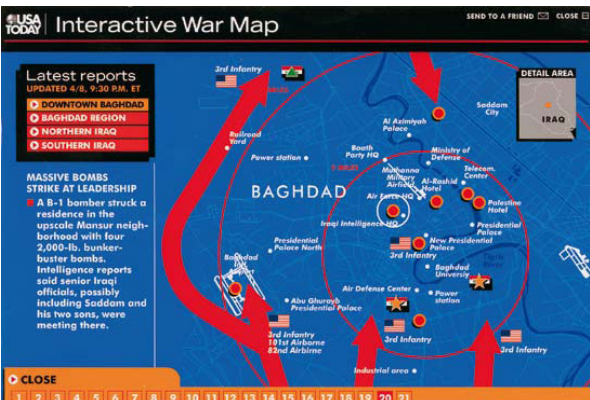 USA
TODAY
Interactive War Map
SEND TO A FRIEND
CLOSE
Latest reports
UPDATED 4/8, 9:30 P.M. ET
DOWNTOWN BAGHDAD
BAGHDAD REGION
NORTHERN IRAQ
SOUTHERN IRAQ
MASSIVE BOMBS
STRIKE AT LEADERSHIP
A B-1 bomber struck a
residence in the
upscale Mansur neigh-
borhood with four
2,000-lb. bunker-
buster bombs.
Intelligence reports
said senior Iraqi
officials, possibly
including Saddam and
his two sons, were
meeting there.
3rd Infantry
DETAIL AREA
IRAQ
Saddam
City
Al Azimiyah
Palace
Railroad
Yard
Power station
Baath
Party HQ
Ministry of
Defense
Muthanna
Military
Airfield
Al-Rashid
Hotel
Telecom.
Center
BAGHDAD
Air Force HQ
Palestine
Hotel
Iraqi Intelligence HQ
Presidential
Palace
Presidential
Palace North
New Presidential
Palace
3rd Infantry
Tigris
River
Baghdad
Int'l
Airport
Baghdad
University
Air Defense Center
Power
station
Abu Ghurayb
Presidential Palace
3rd Infantry
101st Airborne
82nd Airbirne
3rd Infantry
3rd Infantry
Industrial area
CLOSE
1 2 3 4 5 6 7 8 9 10 11 12 13 14 15 16 17 18 19 20 21